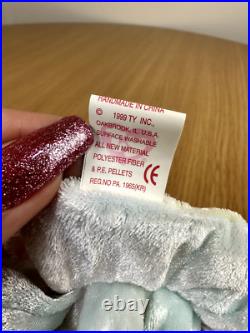 HANDMADE IN CHINA
© 1999 TY INC.,
OAKBROOK, IL U.S.A.
SURFACE WASHABLE
ALL NEW MATERIAL
POLYESTER FIBER
& P.E. PELLETS
REG.NO PA. 1965(KR)